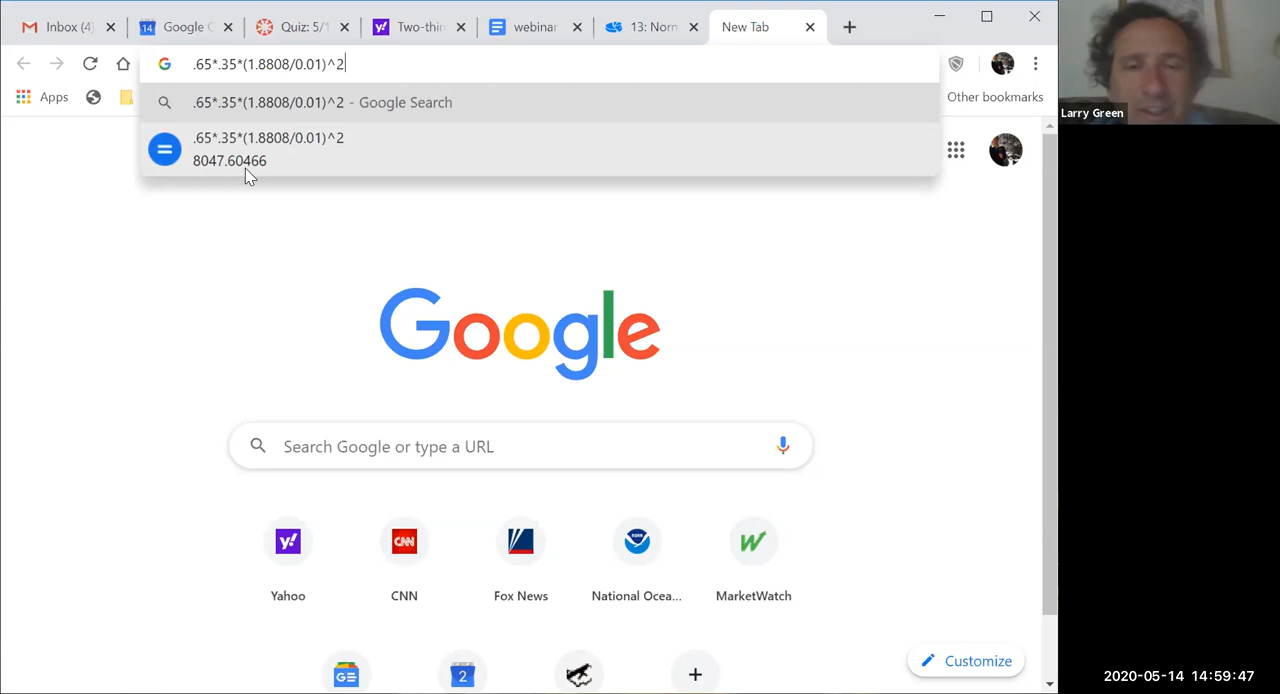 Inbox (4)
Google C
Quiz: 5/1
Two-thir
webinar
13: Norm
New Tab
.65*.35*(1.8808/0.01)^2
.65*.35*(1.8808/0.01)^2 - Google Search
.65*.35*(1.8808/0.01)^2
8047.60466
Apps
Other bookmarks
Larry Green
Google
Search Google or type a URL
Yahoo
CNN
Fox News
National Ocea...
MarketWatch
Customize
2020-05-14 14:59:47